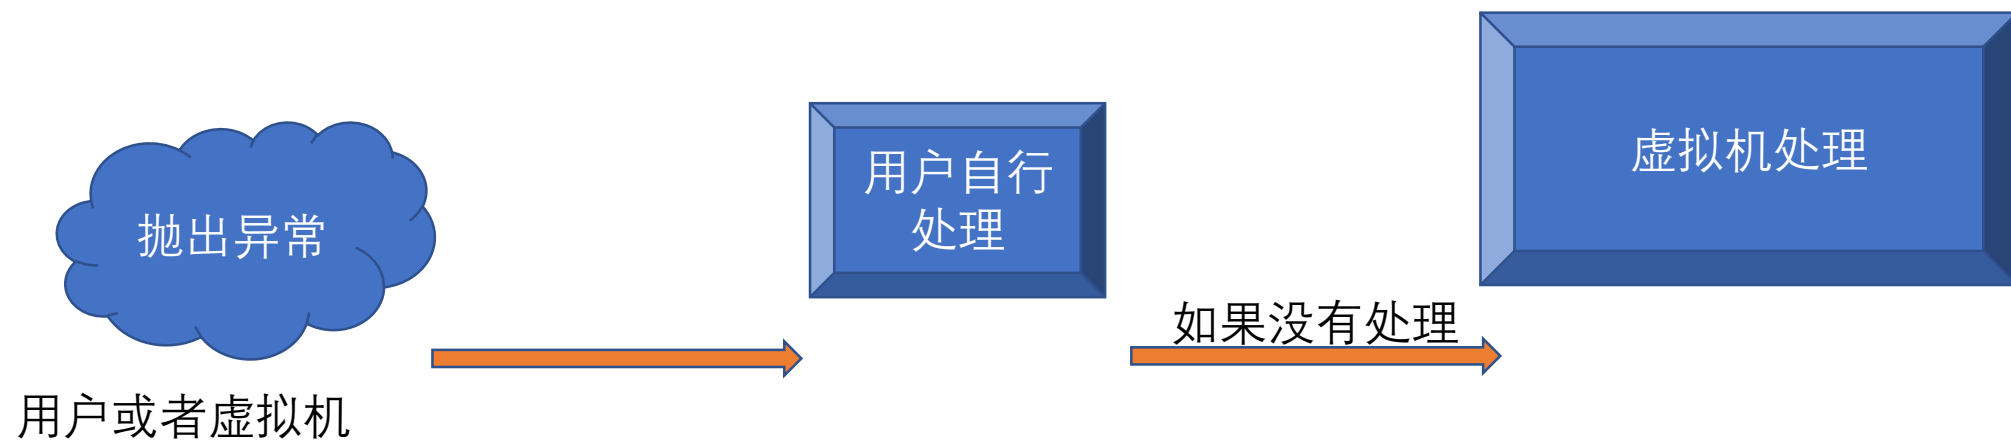 抛出异常
用户或者虚拟机
用户自行
处理
如果没有处理
虚拟机处理